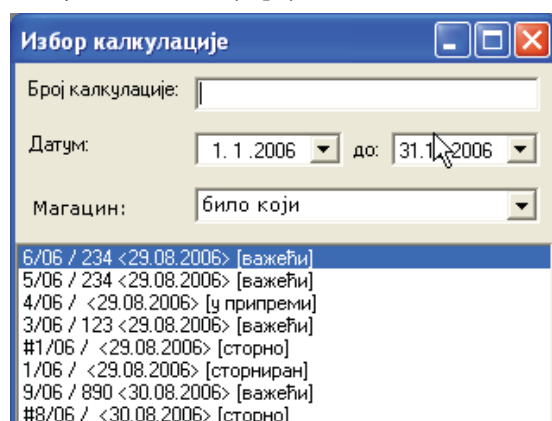 Избор калкулације
Број калкулације:
Датум: 1. 1 .2006 до: 31.1 .2006
Магацин: било који
6/06 / 234 <29.08.2006> [важећи]
5/06 / 234 <29.08.2006> [важећи]
4/06 /  <29.08.2006> [у припреми]
3/06 / 123 <29.08.2006> [важећи]
#1/06 /  <29.08.2006> [сторно]
1/06 /  <29.08.2006> [сторниран]
9/06 / 890 <30.08.2006> [важећи]
#8/06 /  <30.08.2006> [сторно]